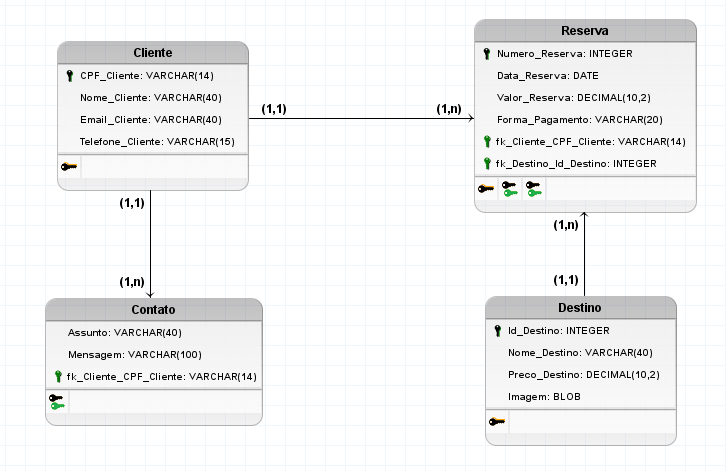 Cliente
CPF_Cliente: VARCHAR(14)
Nome_Cliente: VARCHAR(40)
Email_Cliente: VARCHAR(40)
Telefone_Cliente: VARCHAR(15)
(1,1)
(1,n)
Reserva
Numero_Reserva: INTEGER
Data_Reserva: DATE
Valor_Reserva: DECIMAL(10,2)
Forma_Pagamento: VARCHAR(20)
fk_Cliente_CPF_Cliente: VARCHAR(14)
fk_Destino_Id_Destino: INTEGER
(1,1)
(1,n)
Contato
Assunto: VARCHAR(40)
Mensagem: VARCHAR(100)
fk_Cliente_CPF_Cliente: VARCHAR(14)
(1,n)
(1,1)
Destino
Id_Destino: INTEGER
Nome_Destino: VARCHAR(40)
Preco_Destino: DECIMAL(10,2)
Imagem: BLOB